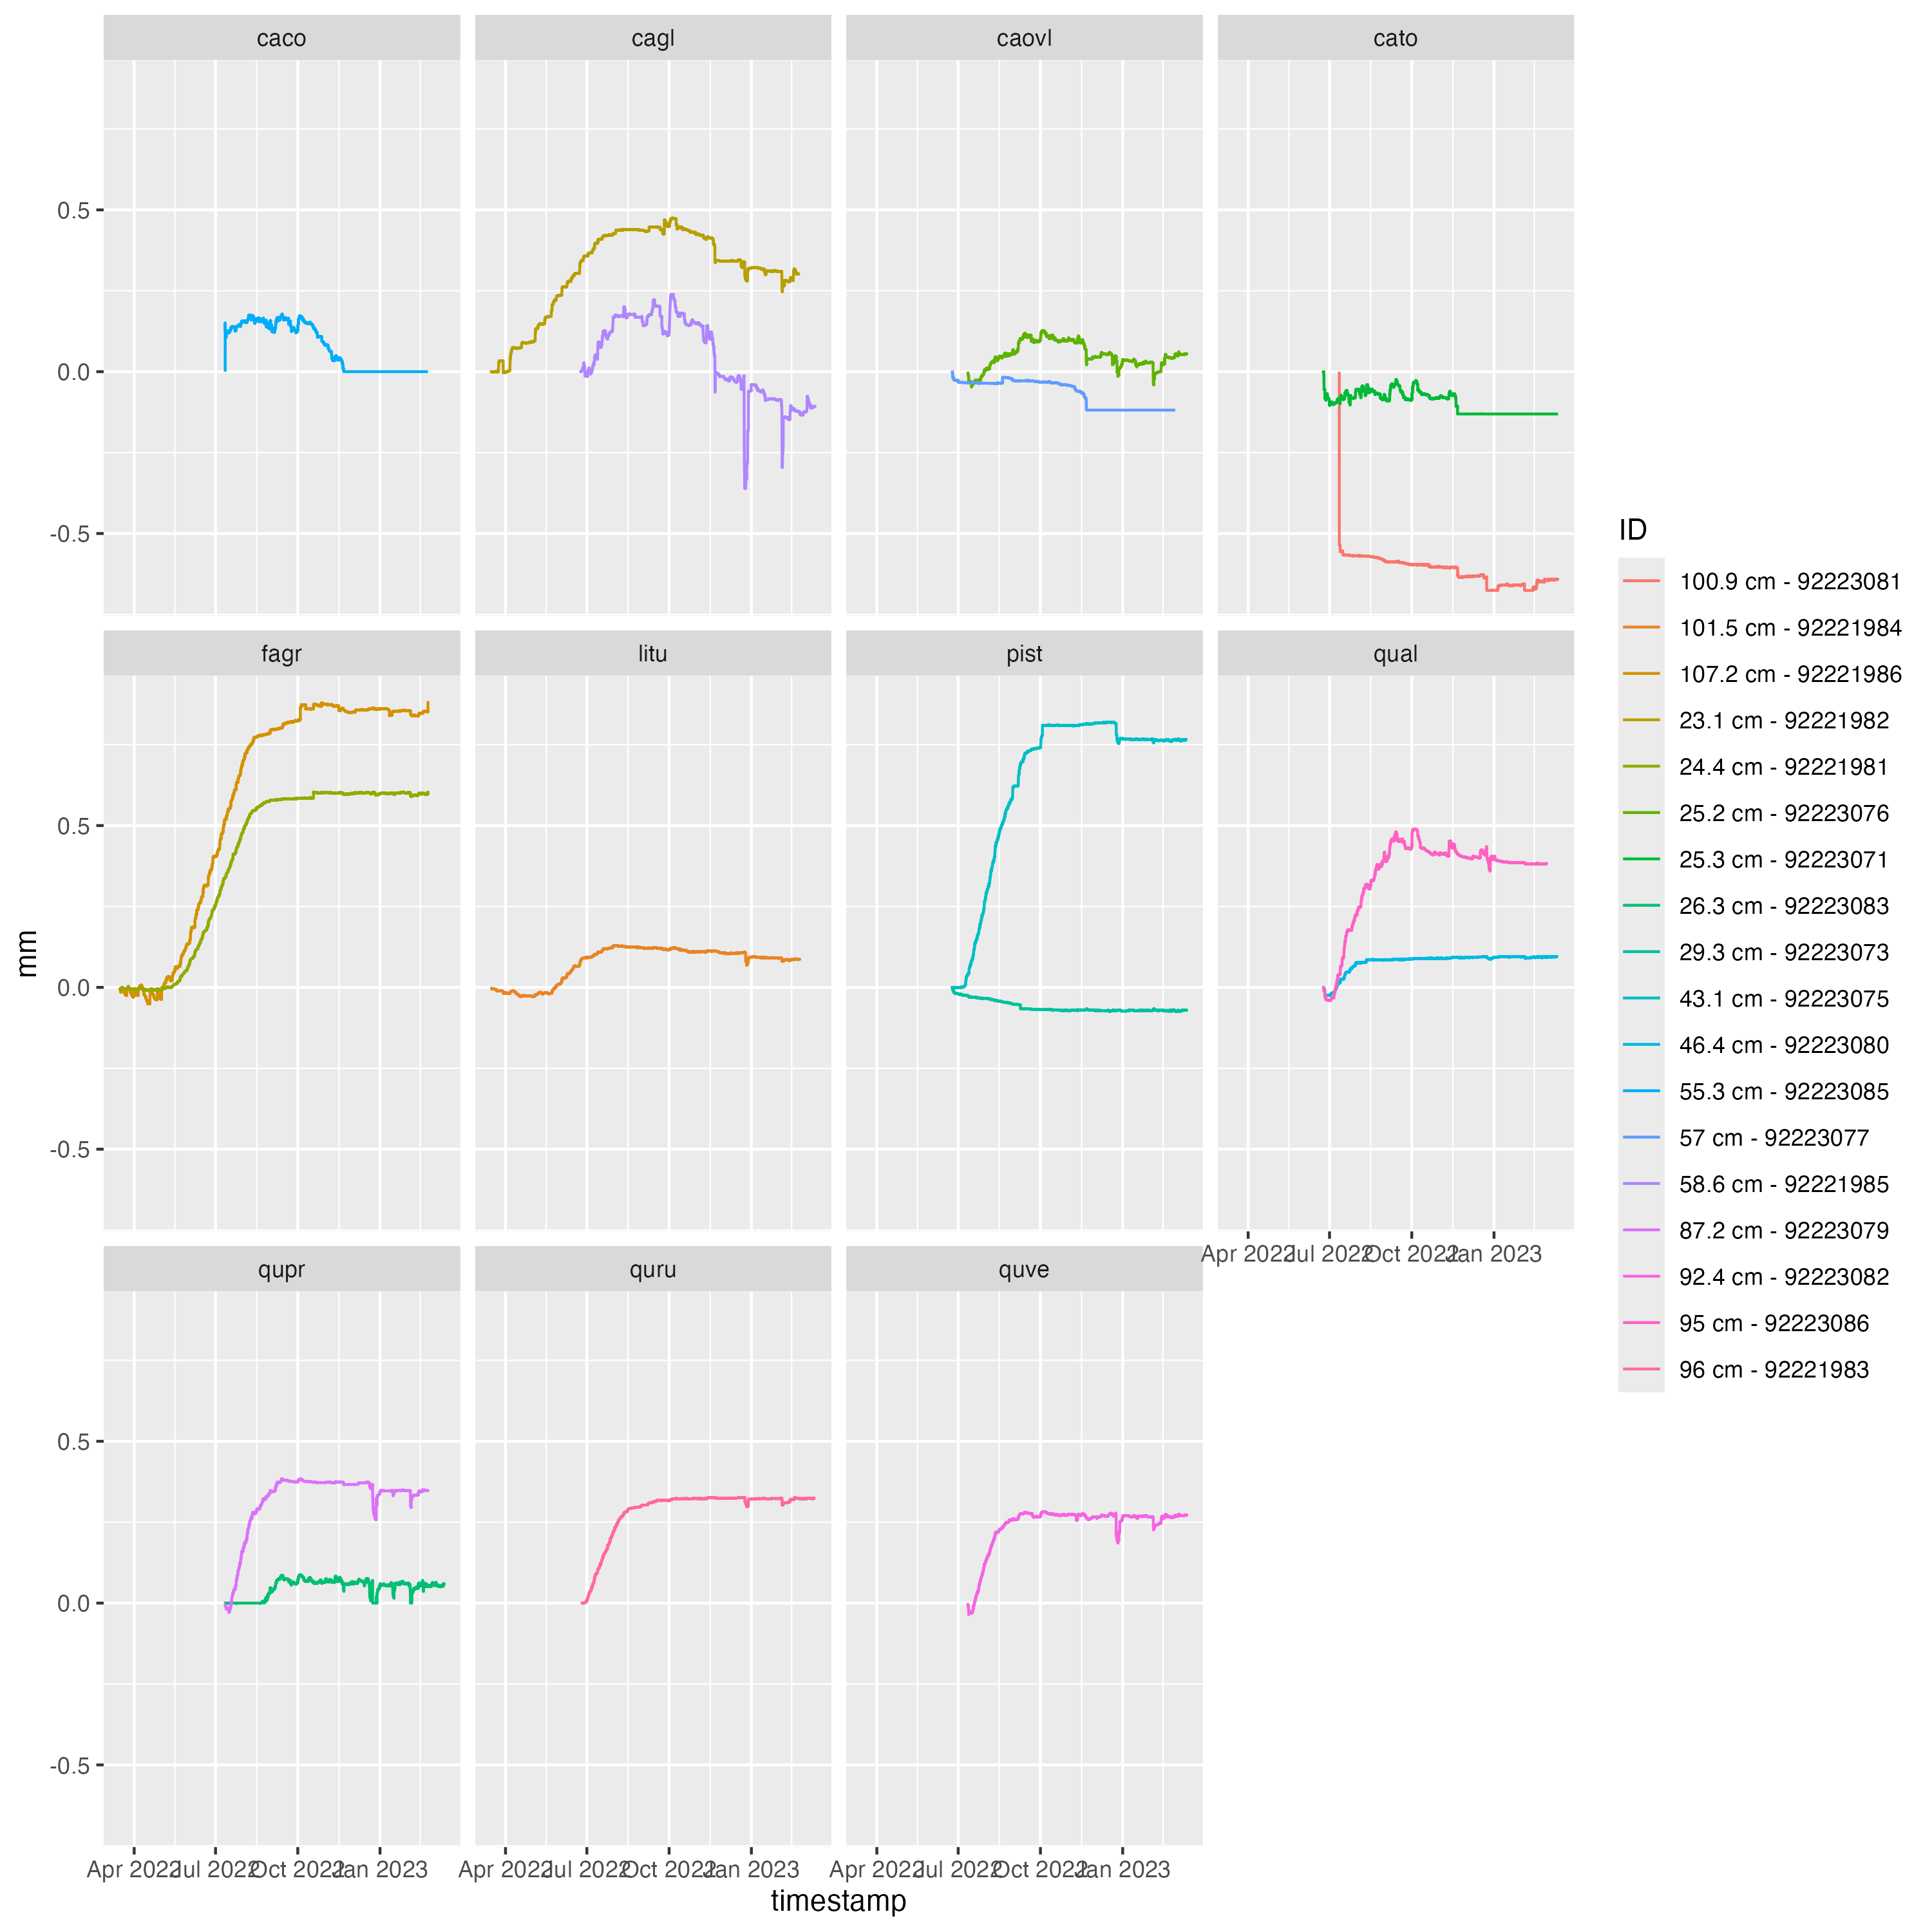 caco
cagl
caovl
cato
0.5
0.0
-0.5
fagr
litu
pist
qual
0.5
0.0
-0.5
Apr 2022 Jul 2022 Oct 2022 Jan 2023
qupr
quru
quve
0.5
0.0
-0.5
Apr 2022 Jul 2022 Oct 2022 Jan 2023
Apr 2022 Jul 2022 Oct 2022 Jan 2023
Apr 2022 Jul 2022 Oct 2022 Jan 2023
timestamp
mm
ID
100.9 cm - 92223081
101.5 cm - 92221984
107.2 cm - 92221986
23.1 cm - 92221982
24.4 cm - 92221981
25.2 cm - 92223076
25.3 cm - 92223071
26.3 cm - 92223083
29.3 cm - 92223073
43.1 cm - 92223075
46.4 cm - 92223080
55.3 cm - 92223085
57 cm - 92223077
58.6 cm - 92221985
87.2 cm - 92223079
92.4 cm - 92223082
95 cm - 92223086
96 cm - 92221983